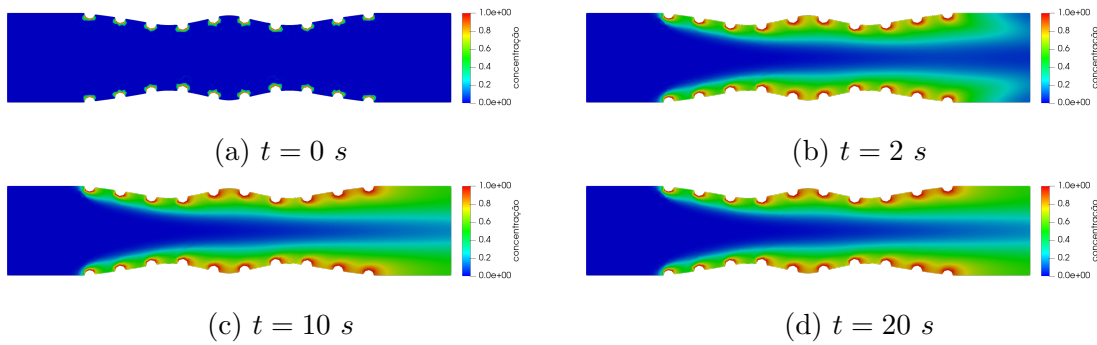 1.0e+00
0.8
0.6
0.4
0.2
0.0e+00
concentração
(a) t = 0 s
1.0e+00
0.8
0.6
0.4
0.2
0.0e+00
concentração
(b) t = 2 s
1.0e+00
0.8
0.6
0.4
0.2
0.0e+00
concentração
(c) t = 10 s
1.0e+00
0.8
0.6
0.4
0.2
0.0e+00
concentração
(d) t = 20 s